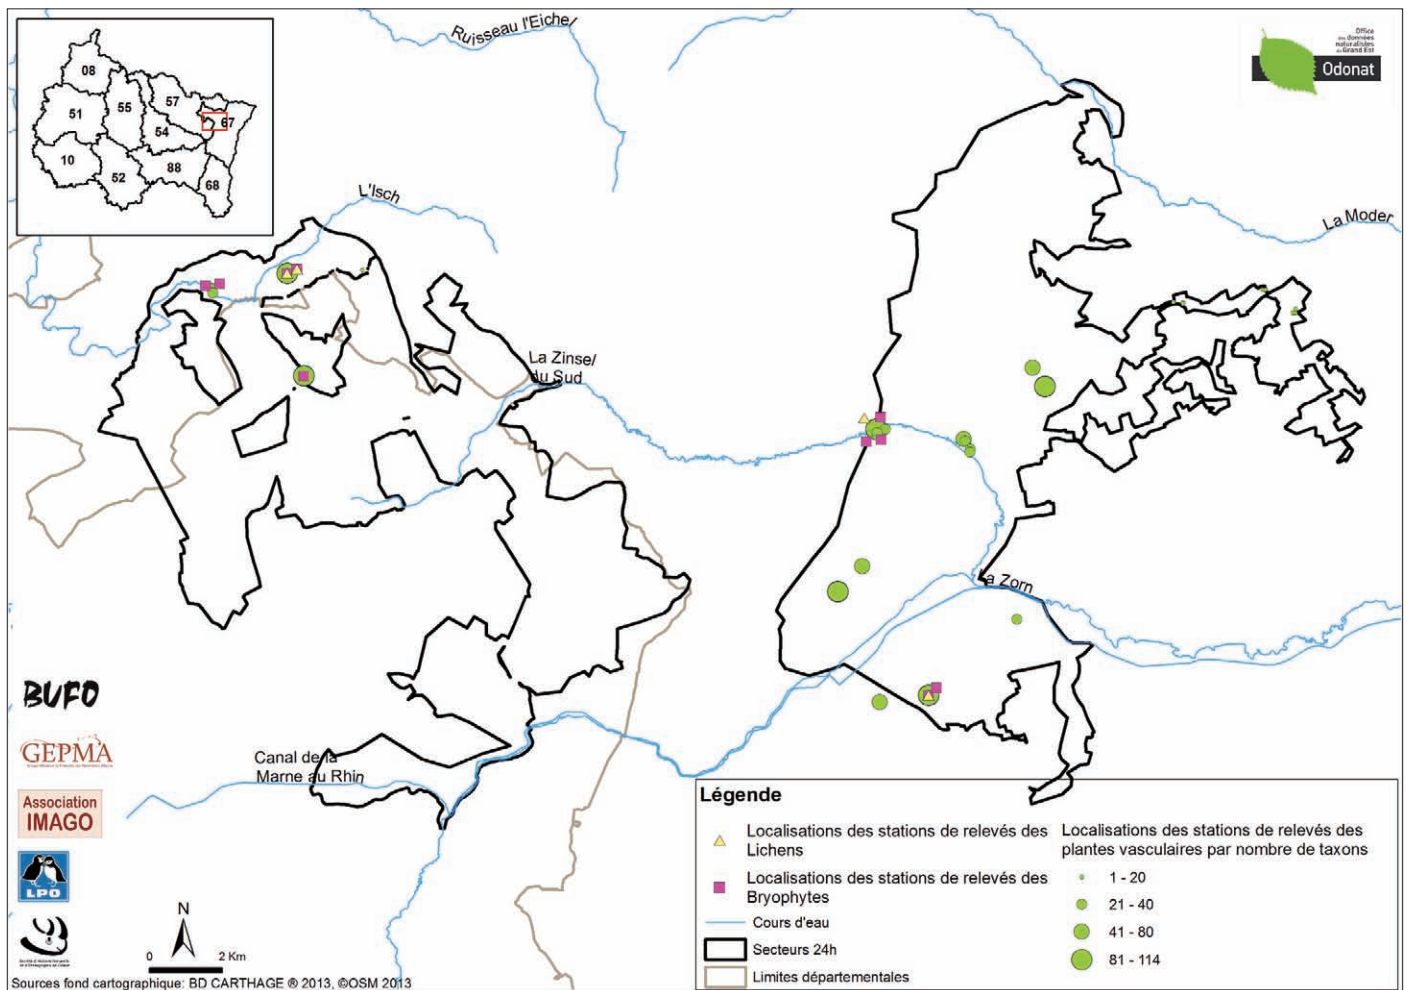 Ruisseau l'Eichel
Office
des données
naturalistes
du Grand Est
Odonat
08
57
55
51
67
54
10
88
52
68
L'Isch
La Moder
La Zinsel
du Sud
La Zorn
BUFO
GEPMA
Canal de la
Marne au Rhin
Association
IMAGO
LPO
N
0 2 Km
Légende
Localisations des stations de relevés des
Lichens
Localisations des stations de relevés des
Bryophytes
Cours d'eau
Secteurs 24h
Limites départementales
Localisations des stations de relevés des
plantes vasculaires par nombre de taxons
1 - 20
21 - 40
41 - 80
81 - 114
Sources fond cartographique: BD CARTHAGE ® 2013, ©OSM 2013